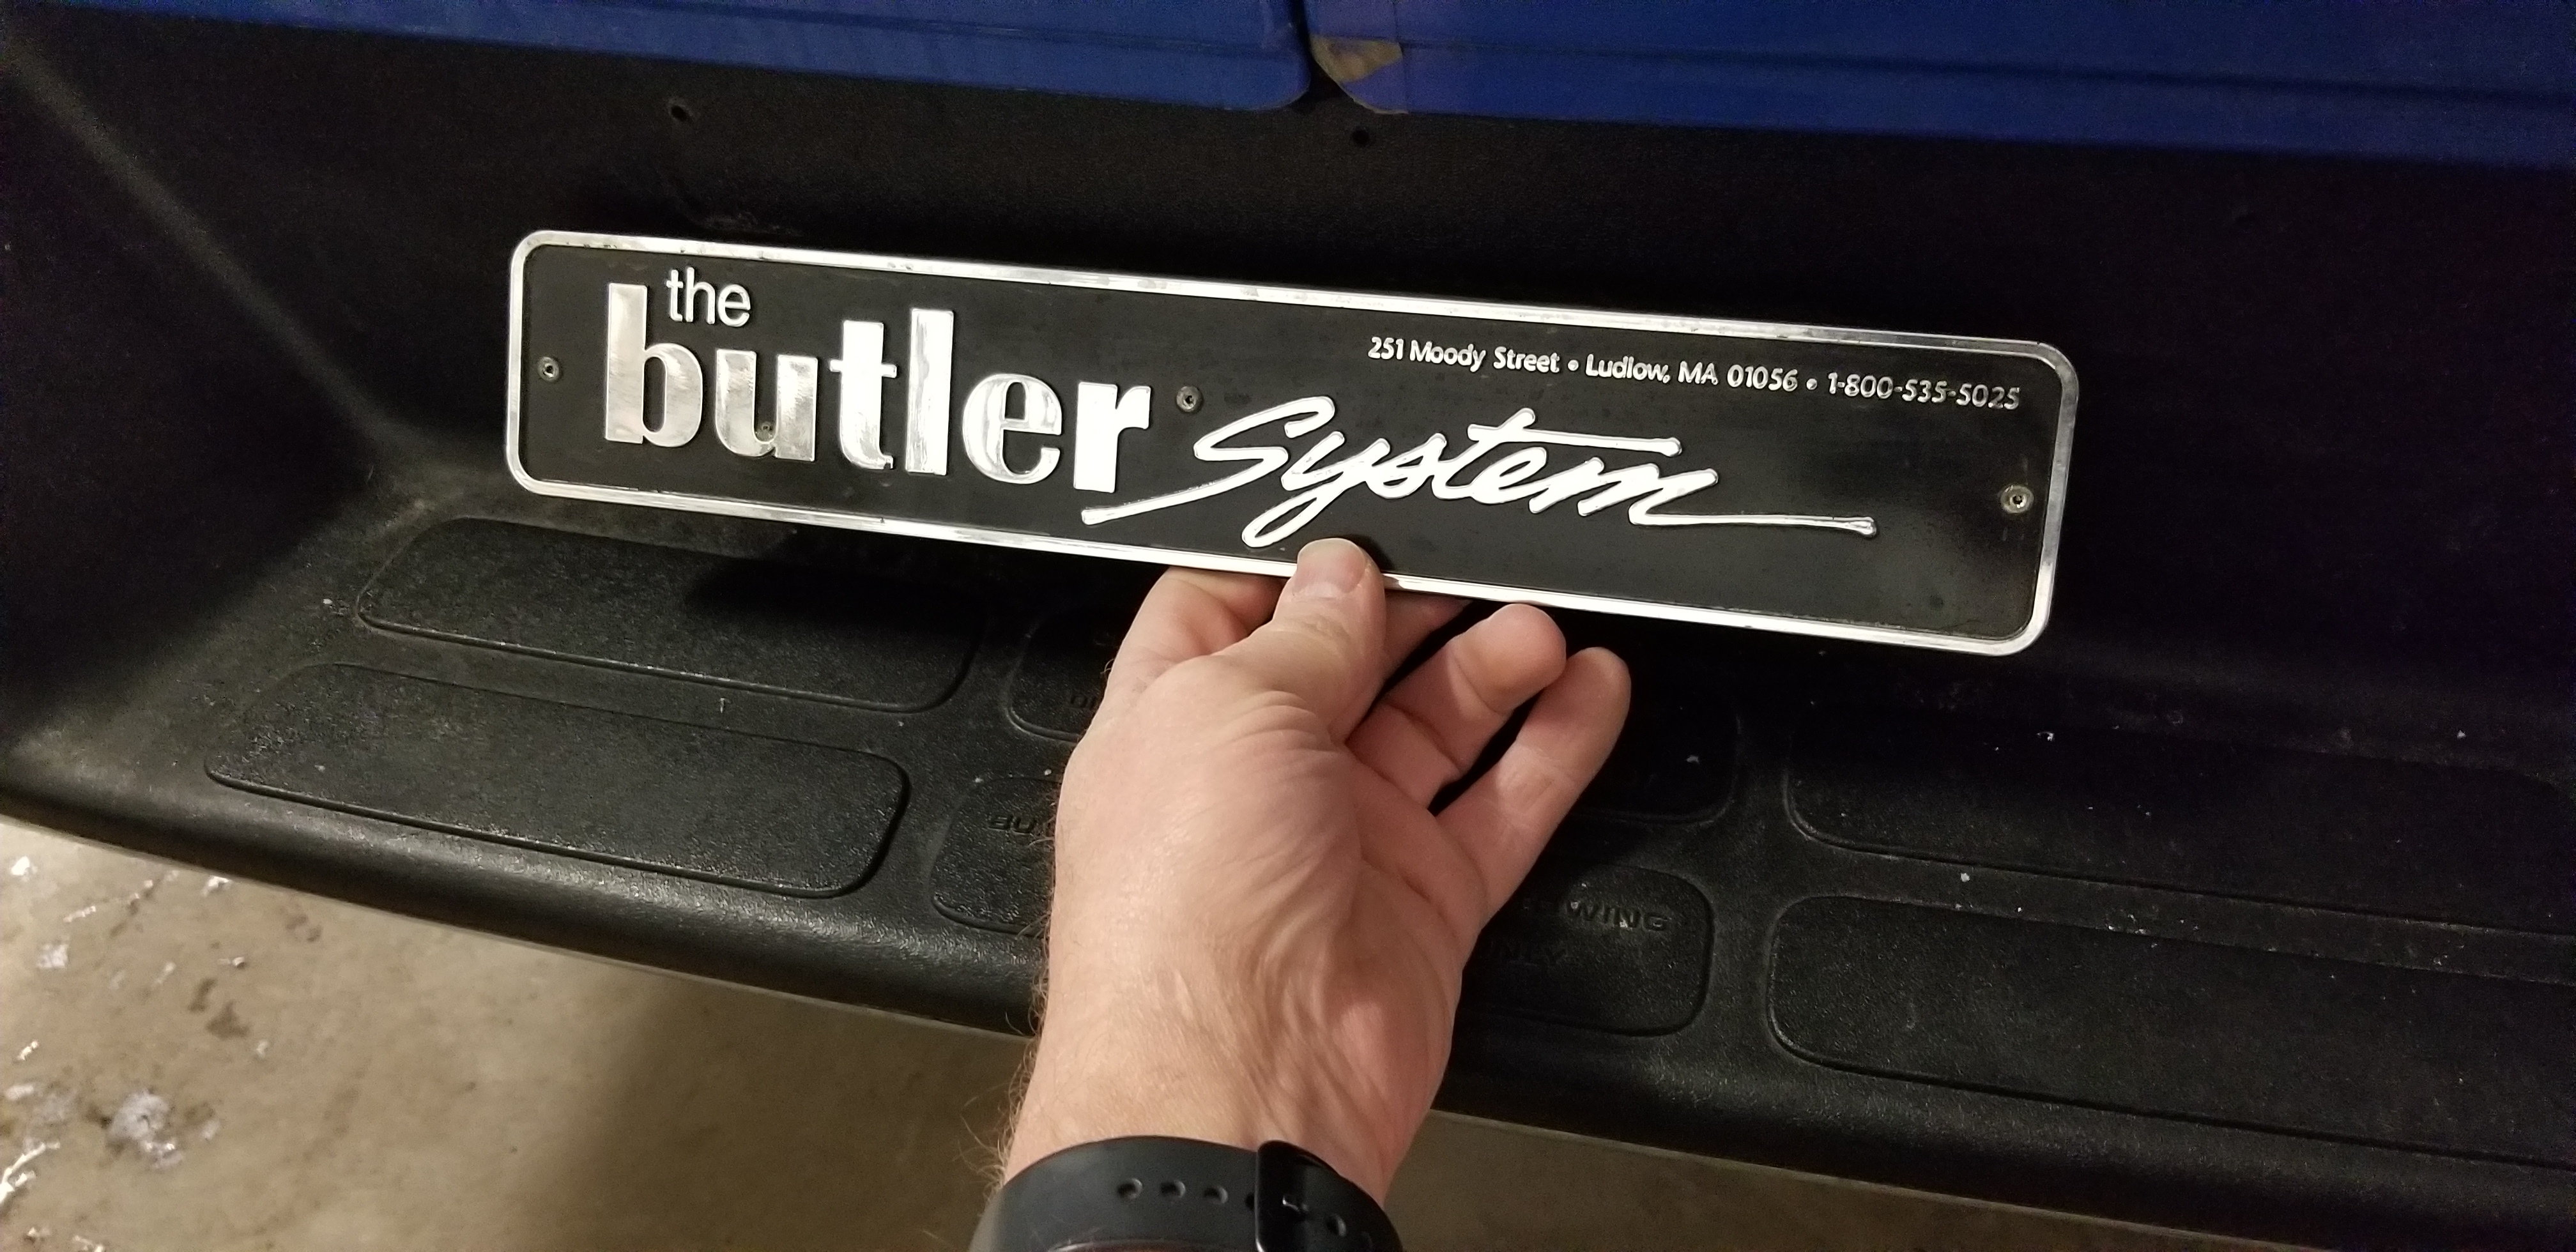 the
butler System
251 Moody Street • Ludlow, MA 01056 • 1-800-535-5025